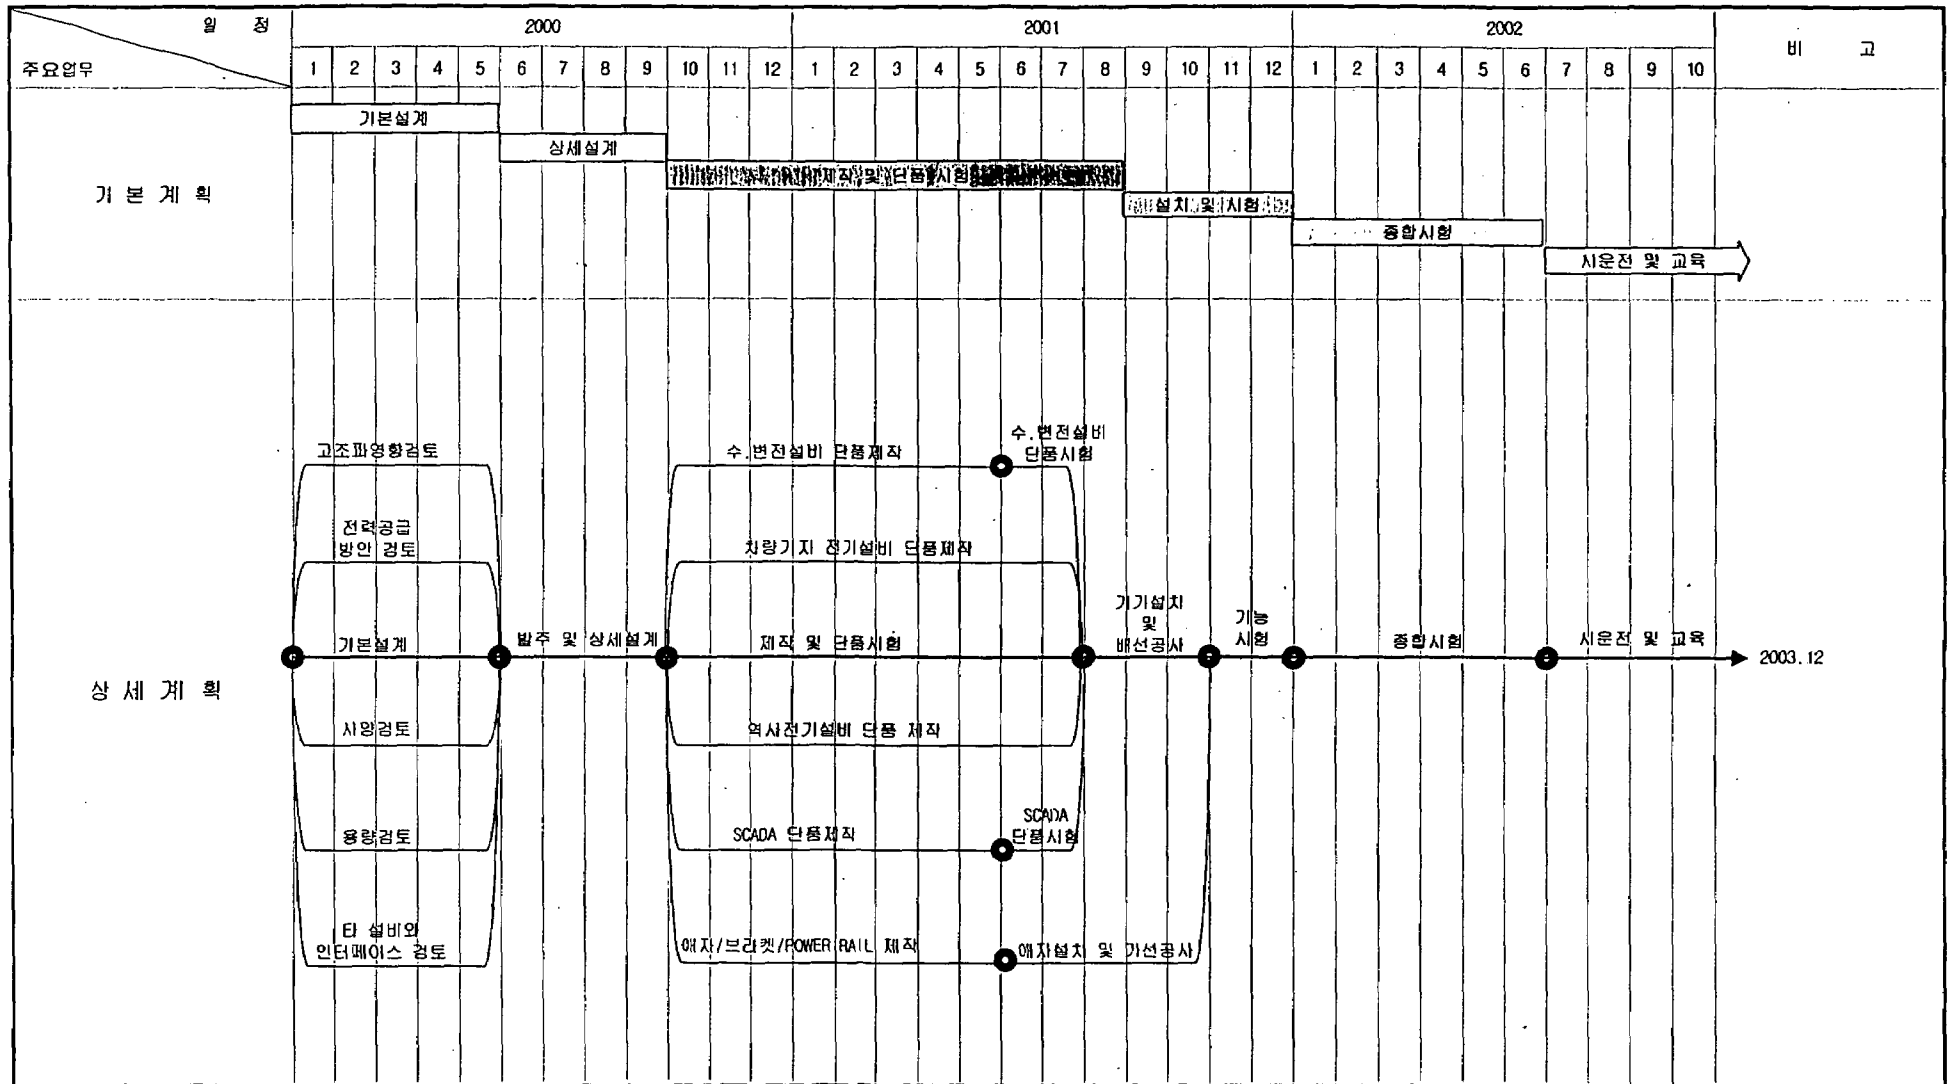 일 정
주요업무
2000
2001
2002
비 고
1 2 3 4 5 6 7 8 9 10 11 12 1 2 3 4 5 6 7 8 9 10 11 12 1 2 3 4 5 6 7 8 9 10
기 본 계 획
기본설계
상세설계
제작 및 단품 시험
설치 및 시험
종합시험
시운전 및 교육
상 세 계 획
고조파영향검토
전력공급
방안 검토
기본설계
사양검토
용량검토
타 설비와
인터페이스 검토
발주 및 상세설계
수.변전설비 단품제작
수.변전설비
단품시험
차량기지 전기설비 단품제작
제작 및 단품시험
역사전기설비 단품 제작
SCADA 단품제작
SCADA
단품시험
애자/브라켓/POWER RAIL 제작
애자설치 및 가선공사
기기설치
및
배선공사
기능
시험
종합시험
시운전 및 교육
2003.12